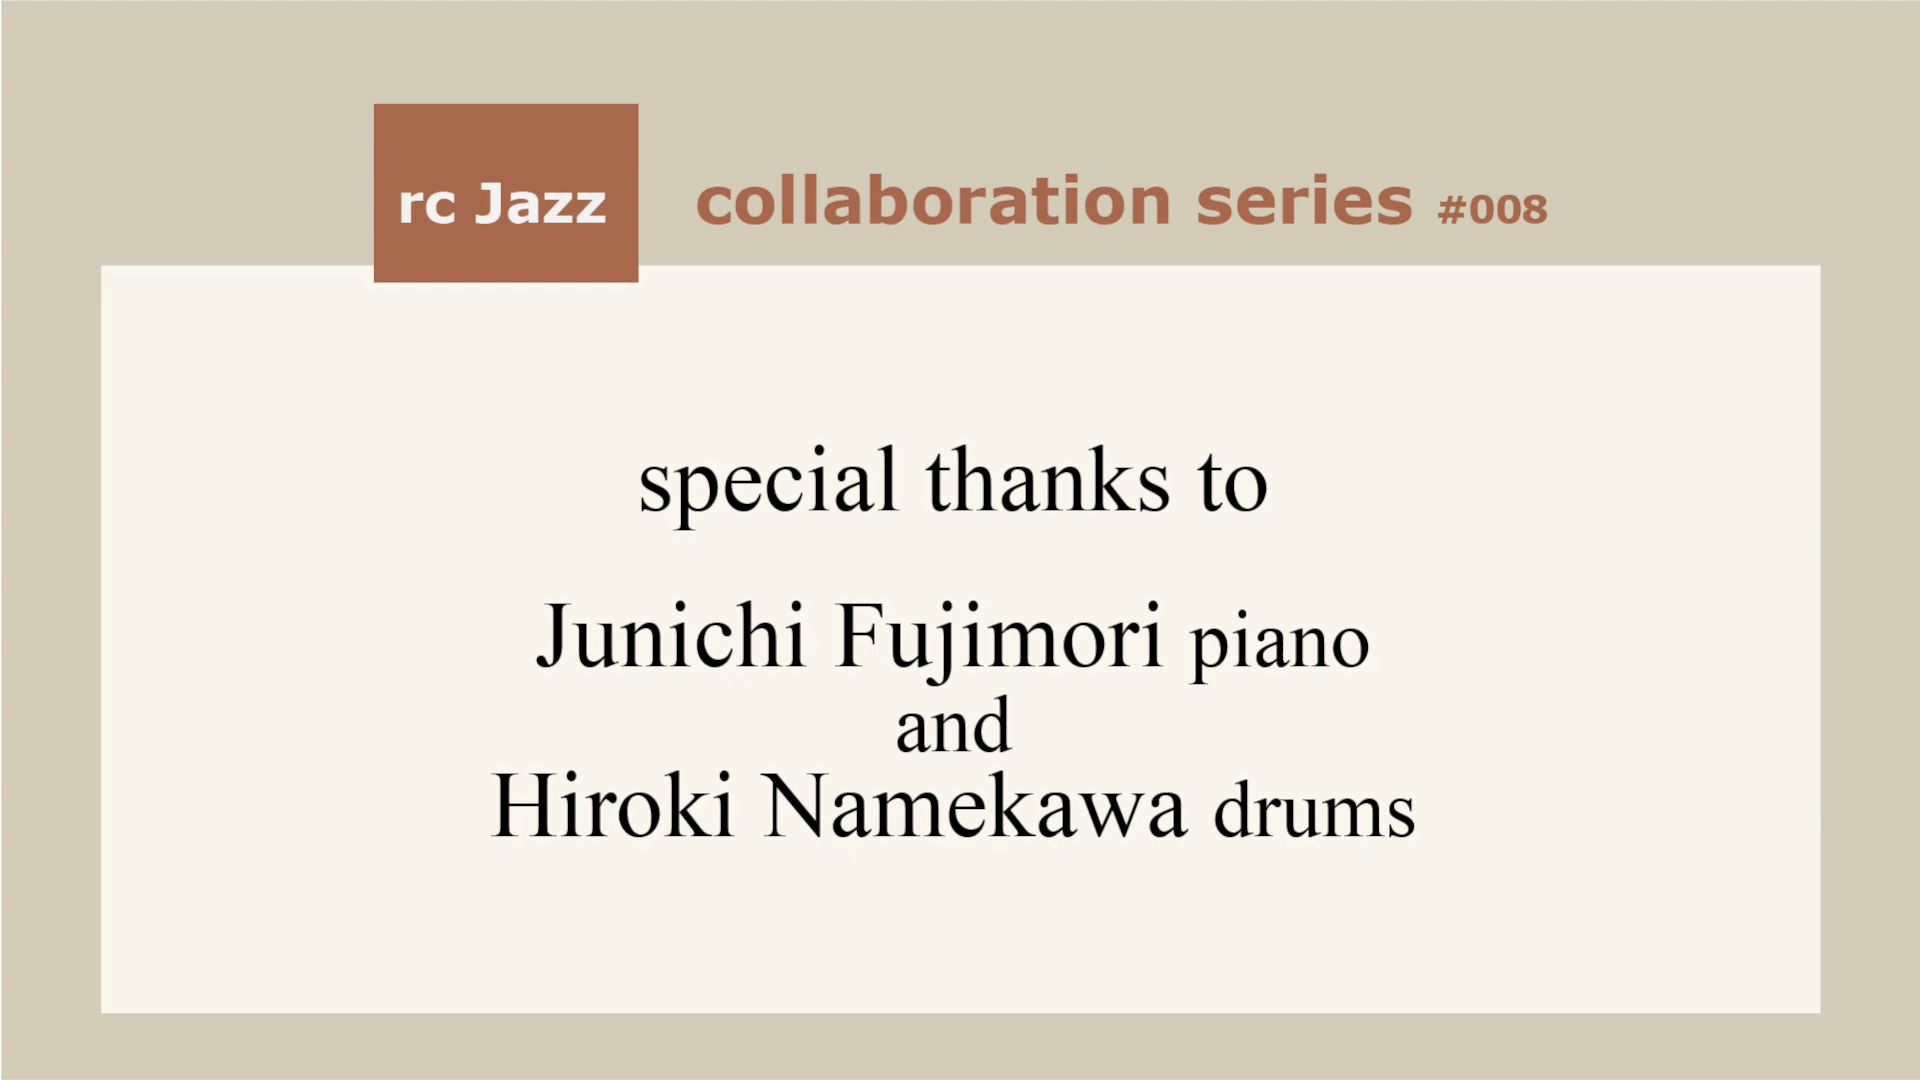 rc Jazz collaboration series #008
special thanks to
Junichi Fujimori piano
and
Hiroki Namekawa drums